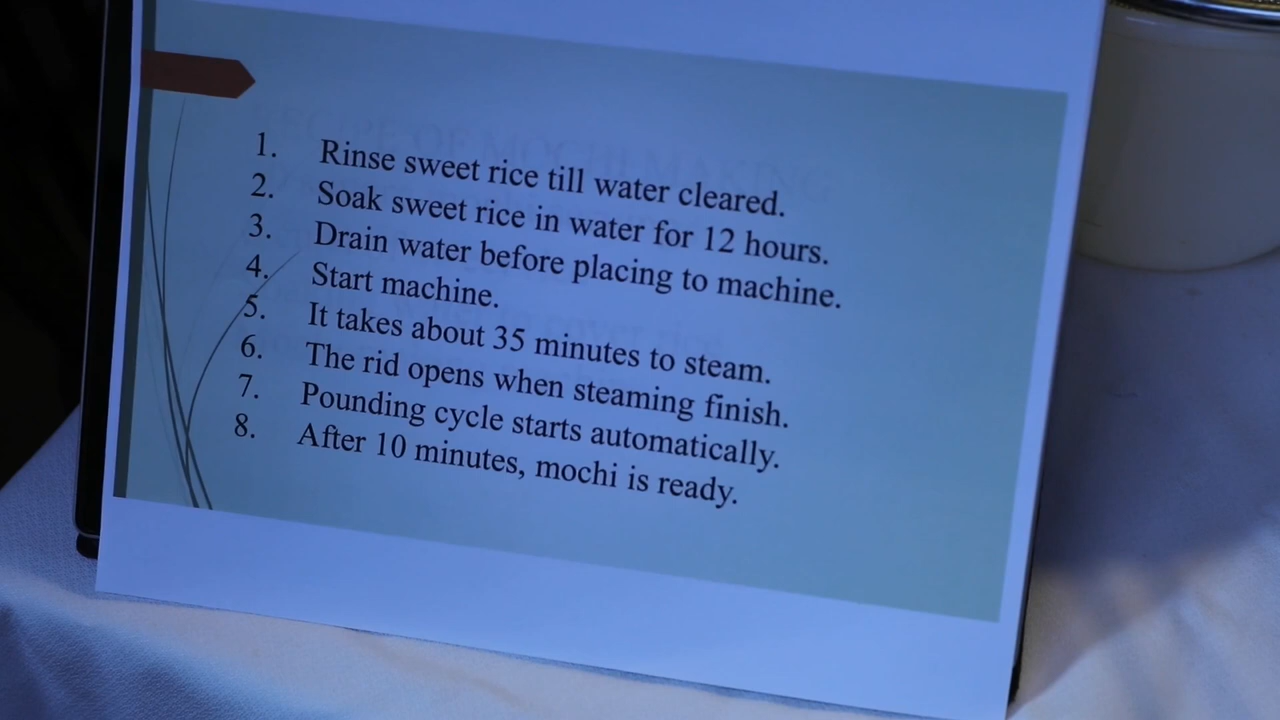 1. Rinse sweet rice till water cleared.
2. Soak sweet rice in water for 12 hours.
3. Drain water before placing to machine.
4. Start machine.
5. It takes about 35 minutes to steam.
6. The rid opens when steaming finish.
7. Pounding cycle starts automatically.
8. After 10 minutes, mochi is ready.